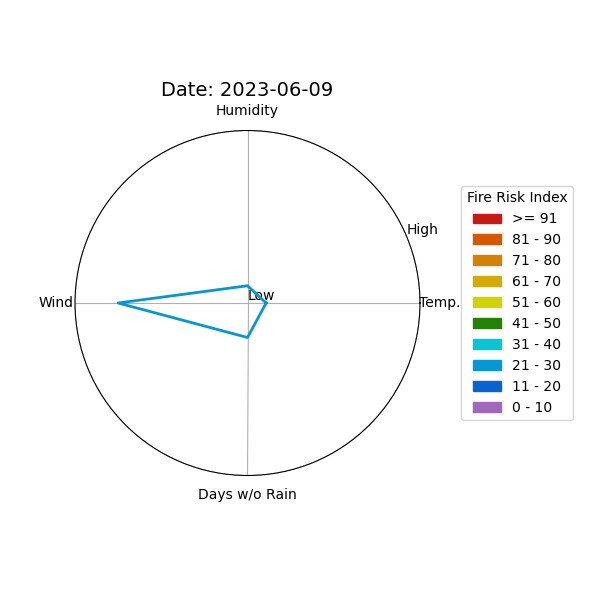 Date: 2023-06-09
Humidity
High
Low
Wind
Temp.
Days w/o Rain
Fire Risk Index
>= 91
81 - 90
71 - 80
61 - 70
51 - 60
41 - 50
31 - 40
21 - 30
11 - 20
0 - 10